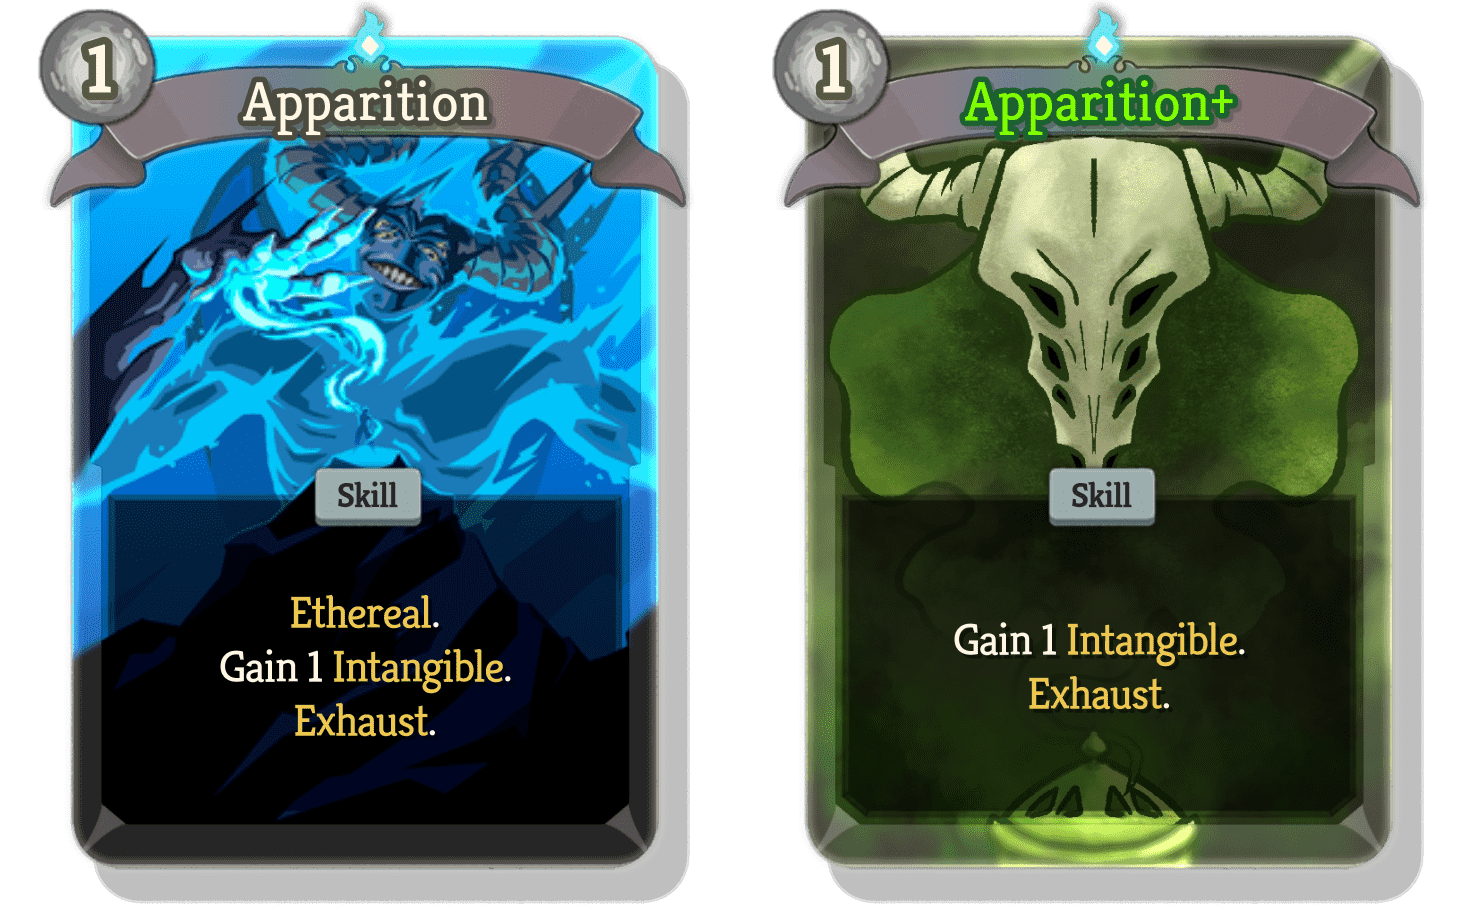 1
Apparition
Skill
Ethereal.
Gain 1 Intangible.
Exhaust.
1
Apparition+
Skill
Gain 1 Intangible.
Exhaust.